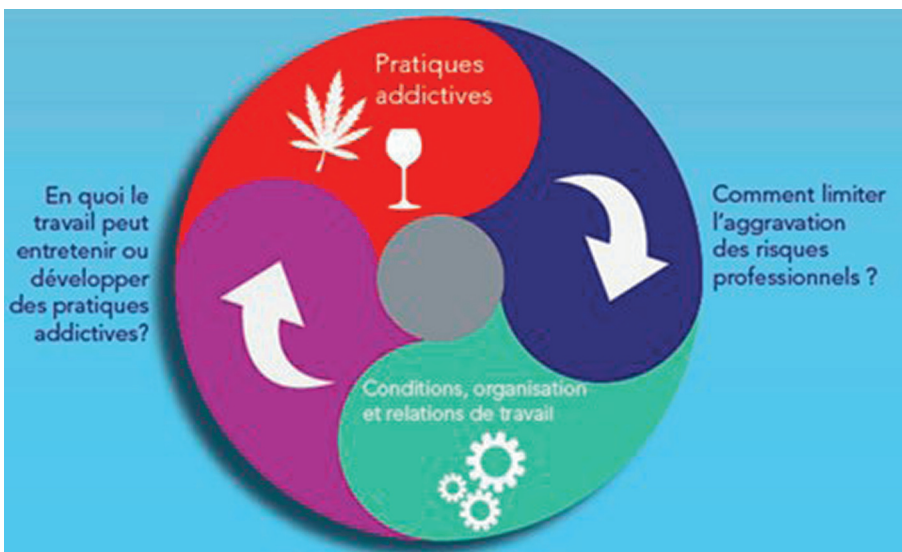 Pratiques
addictives
En quoi le
travail peut
entretenir ou
développer
des pratiques
addictives?
Comment limiter
l'aggravation
des risques
professionnels ?
Conditions, organisation
et relations de travail